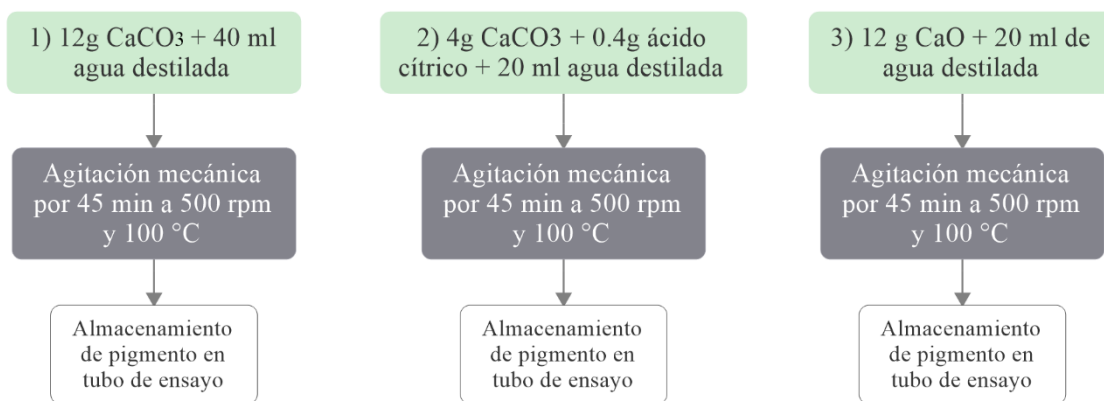 1) 12g CaCO3 + 40 ml
agua destilada
2) 4g CaCO3 + 0.4g ácido
cítrico + 20 ml agua destilada
3) 12 g CaO + 20 ml de
agua destilada
Agitación mecánica
por 45 min a 500 rpm
y 100 °C
Agitación mecánica
por 45 min a 500 rpm
y 100 °C
Agitación mecánica
por 45 min a 500 rpm
y 100 °C
Almacenamiento
de pigmento en
tubo de ensayo
Almacenamiento
de pigmento en
tubo de ensayo
Almacenamiento
de pigmento en
tubo de ensayo